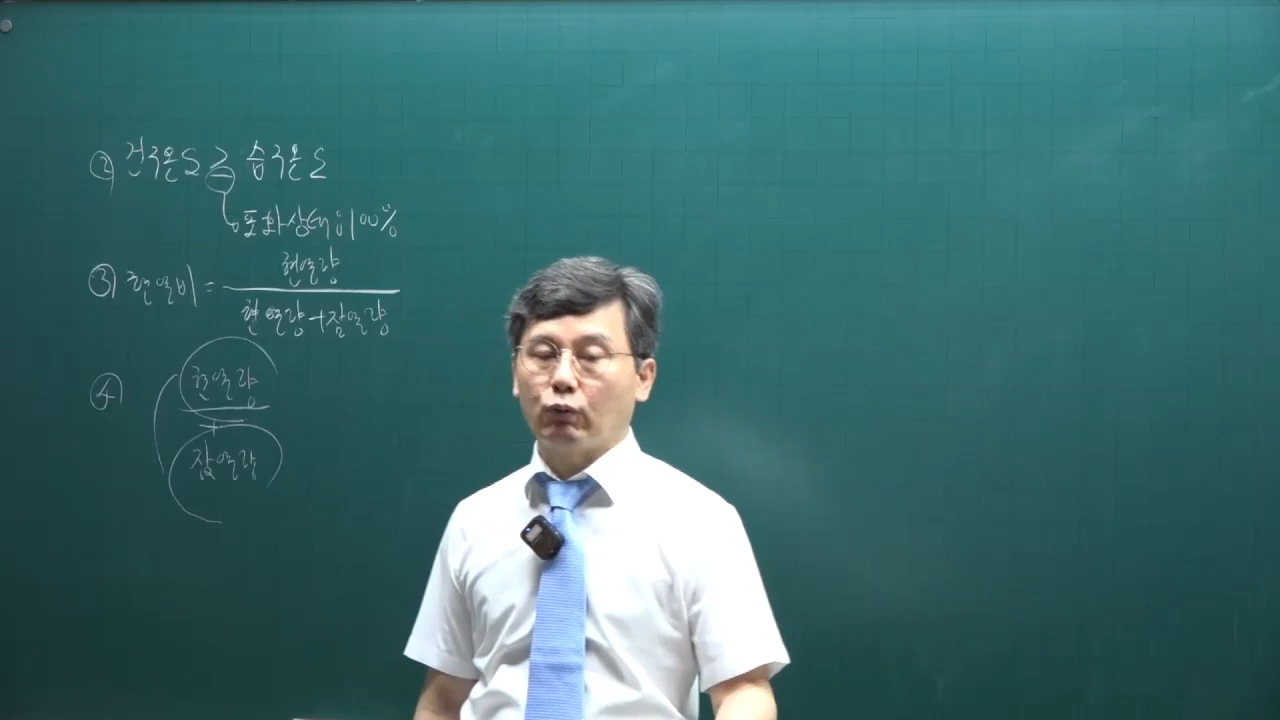 ② 건구온도 ≥ 습구온도
포화상태, 100%
③ 현열비 = 현열량
현열량+잠열량
④ 현열량
+
잠열량